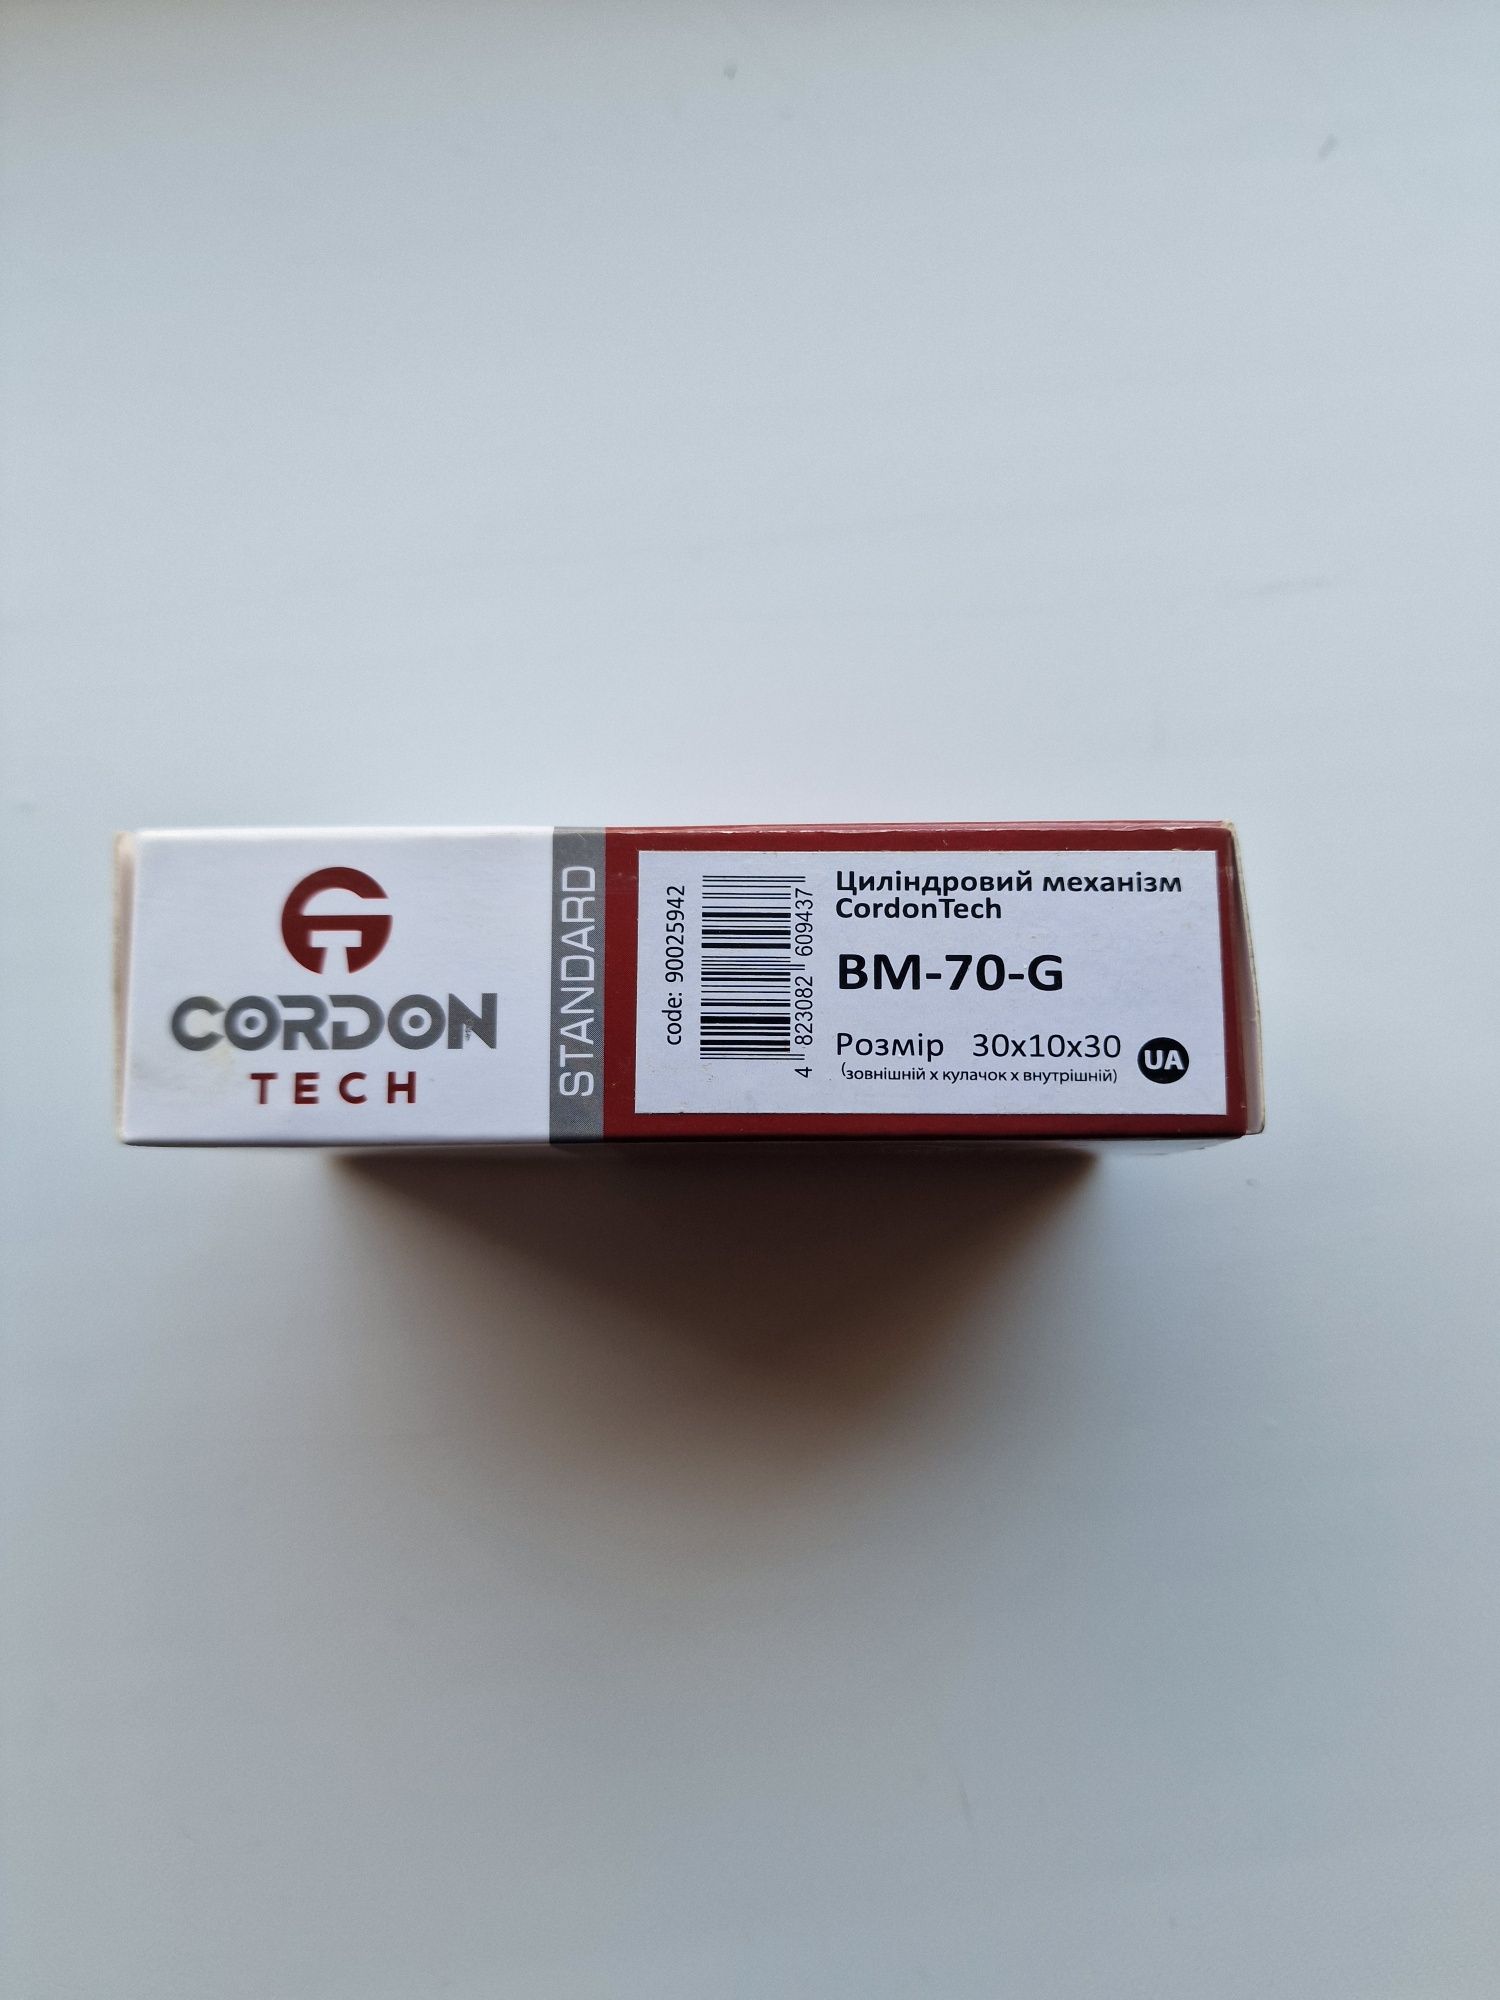 CORDON
TECH
STANDARD
code: 90025942
4 823082 609437
Циліндровий механізм
CordonTech
BM-70-G
Розмір 30x10x30
(зовнішній х кулачок х внутрішній)
UA